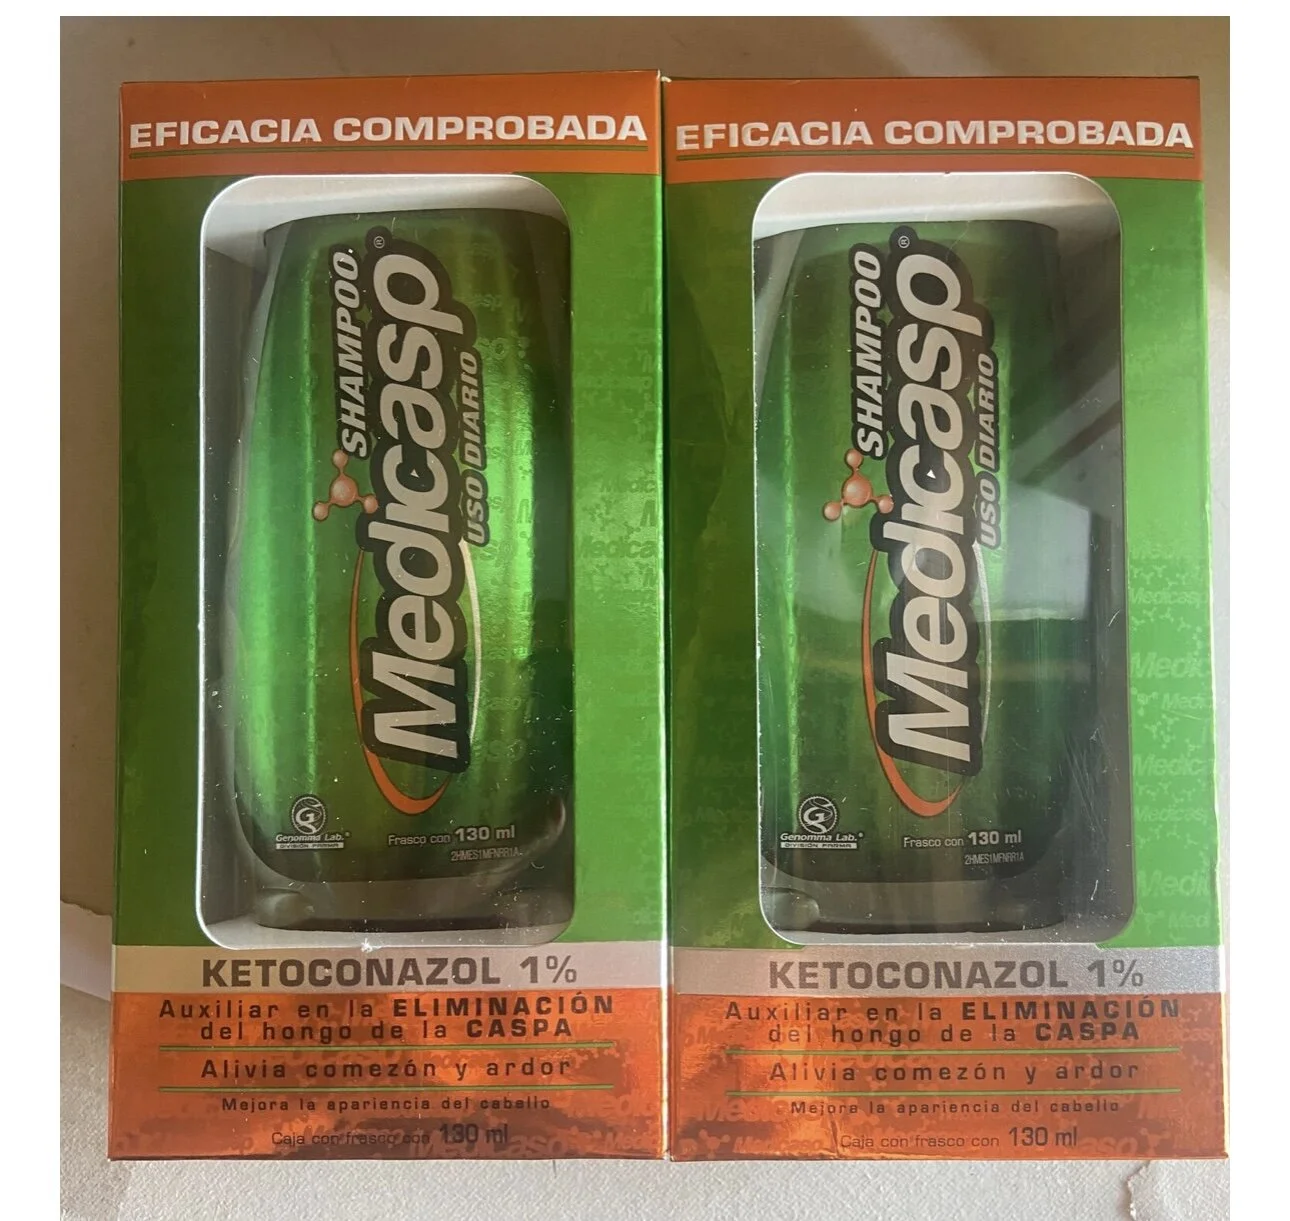 EFICACIA COMPROBADA
SHAMPOO
Medicasp®
USO DIARIO
Genomma Lab.®
DIVISIÓN FARMA
Frasco con 130 ml
2HMES1MFNRR1A
KETOCONAZOL 1%
Auxiliar en la ELIMINACIÓN
del hongo de la CASPA
Alivia comezón y ardor
Mejora la apariencia del cabello
Caja con frasco con 130 ml
EFICACIA COMPROBADA
SHAMPOO
Medicasp®
USO DIARIO
Genomma Lab.®
DIVISIÓN FARMA
Frasco con 130 ml
2HMES1MFNRR1A
KETOCONAZOL 1%
Auxiliar en la ELIMINACIÓN
del hongo de la CASPA
Alivia comezón y ardor
Mejora la apariencia del cabello
Caja con frasco con 130 ml